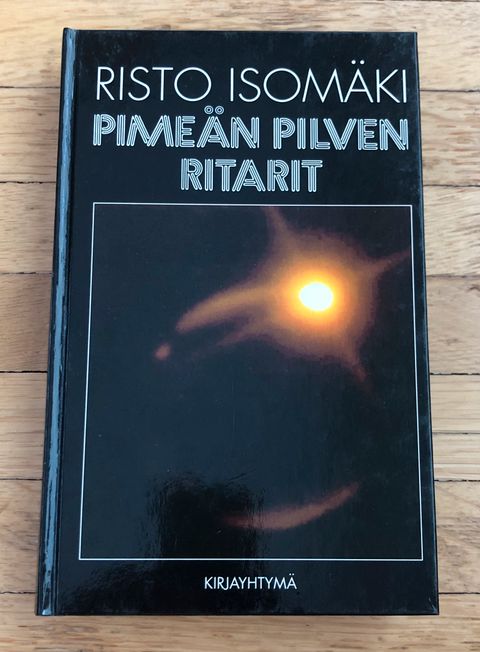 RISTO ISOMÄKI
PIMEÄN PILVEN
RITARIT
KIRJAYHTYMÄ